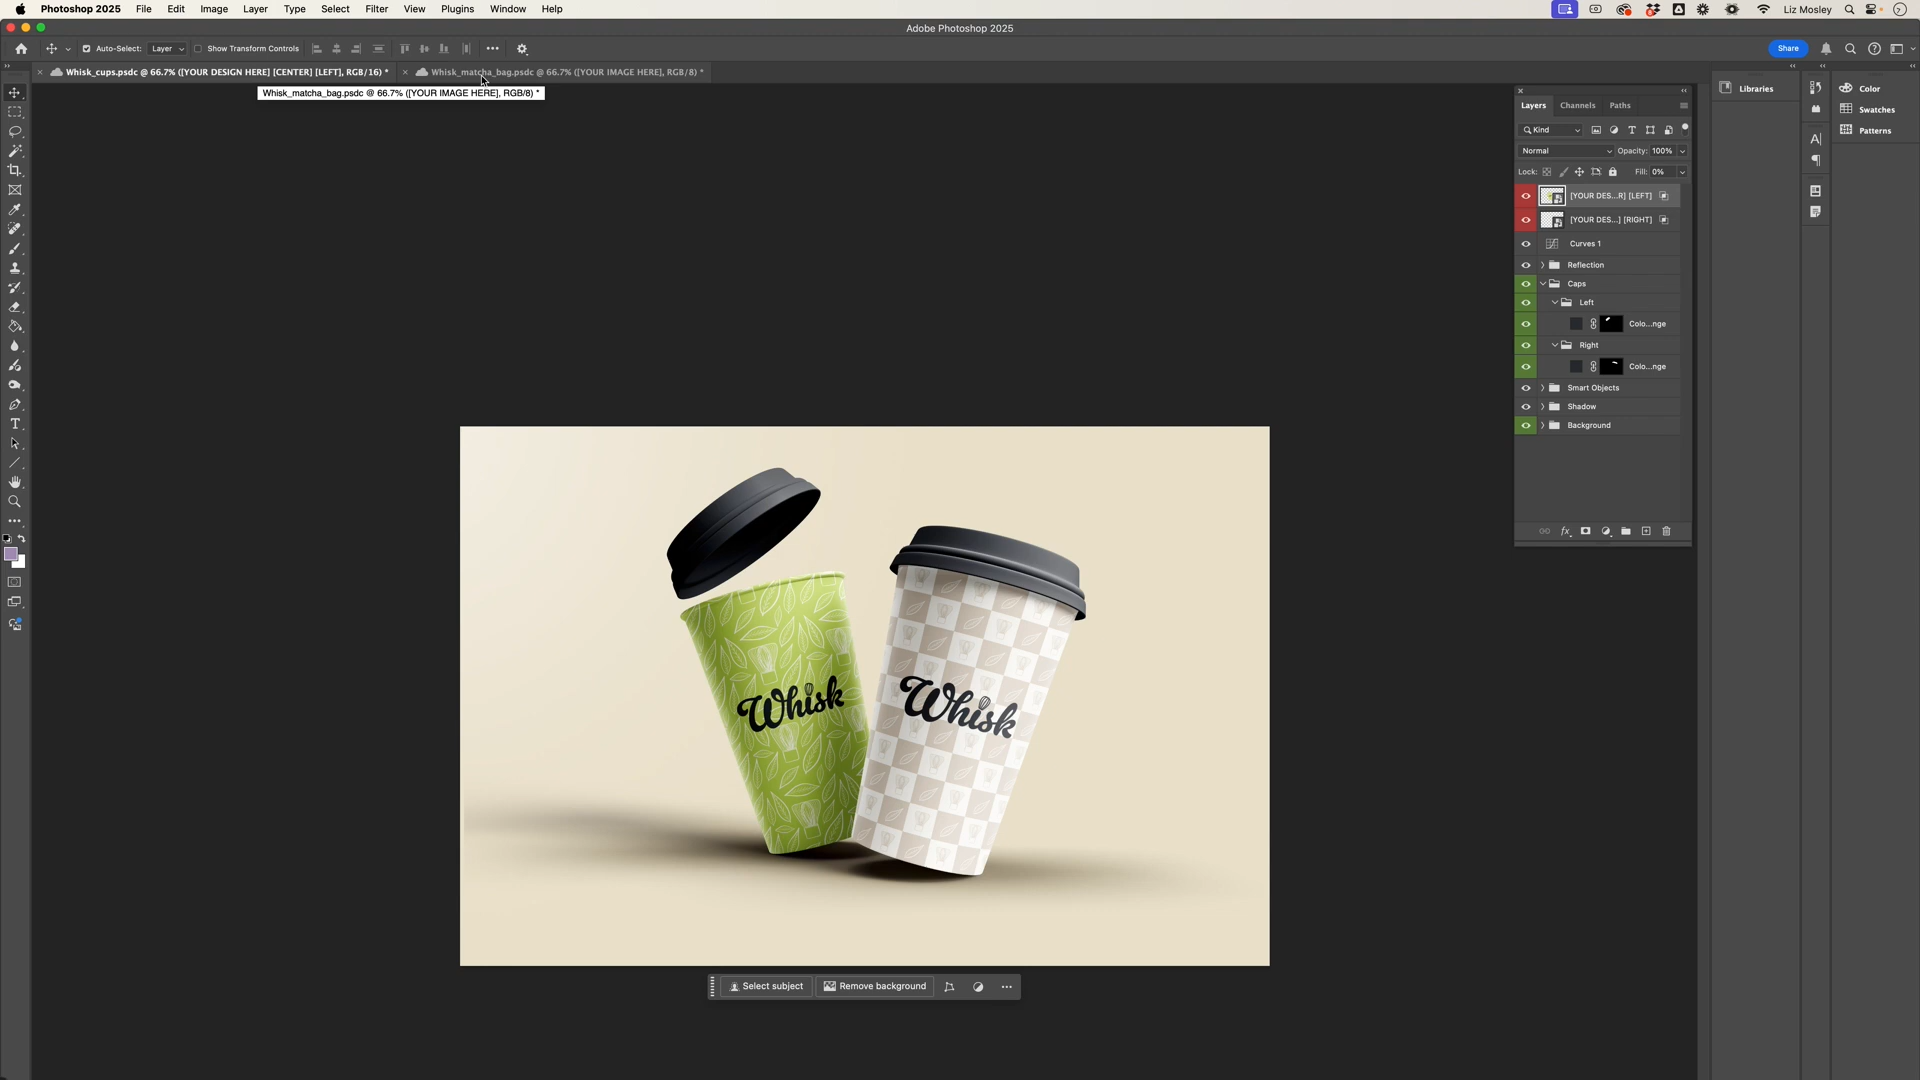 Photoshop 2025 File Edit Image Layer Type Select Filter View Plugins Window Help Liz Mosley
Adobe Photoshop 2025
Auto-Select: Layer Show Transform Controls Share
Whisk_cups.psdc @ 66.7% ([YOUR DESIGN HERE] [CENTER] [LEFT], RGB/16) * Whisk_matcha_bag.psdc @ 66.7% ([YOUR IMAGE HERE], RGB/8) *
Whisk_matcha_bag.psdc @ 66.7% ([YOUR IMAGE HERE], RGB/8) *
Libraries
Color
Swatches
Patterns
Layers Channels Paths
Kind
Normal Opacity: 100%
Lock: Fill: 0%
[YOUR DES...R] [LEFT]
[YOUR DES...] [RIGHT]
Curves 1
Reflection
Caps
Left
Colo...nge
Right
Colo...nge
Smart Objects
Shadow
Background
Whisk
Whisk
Select subject Remove background